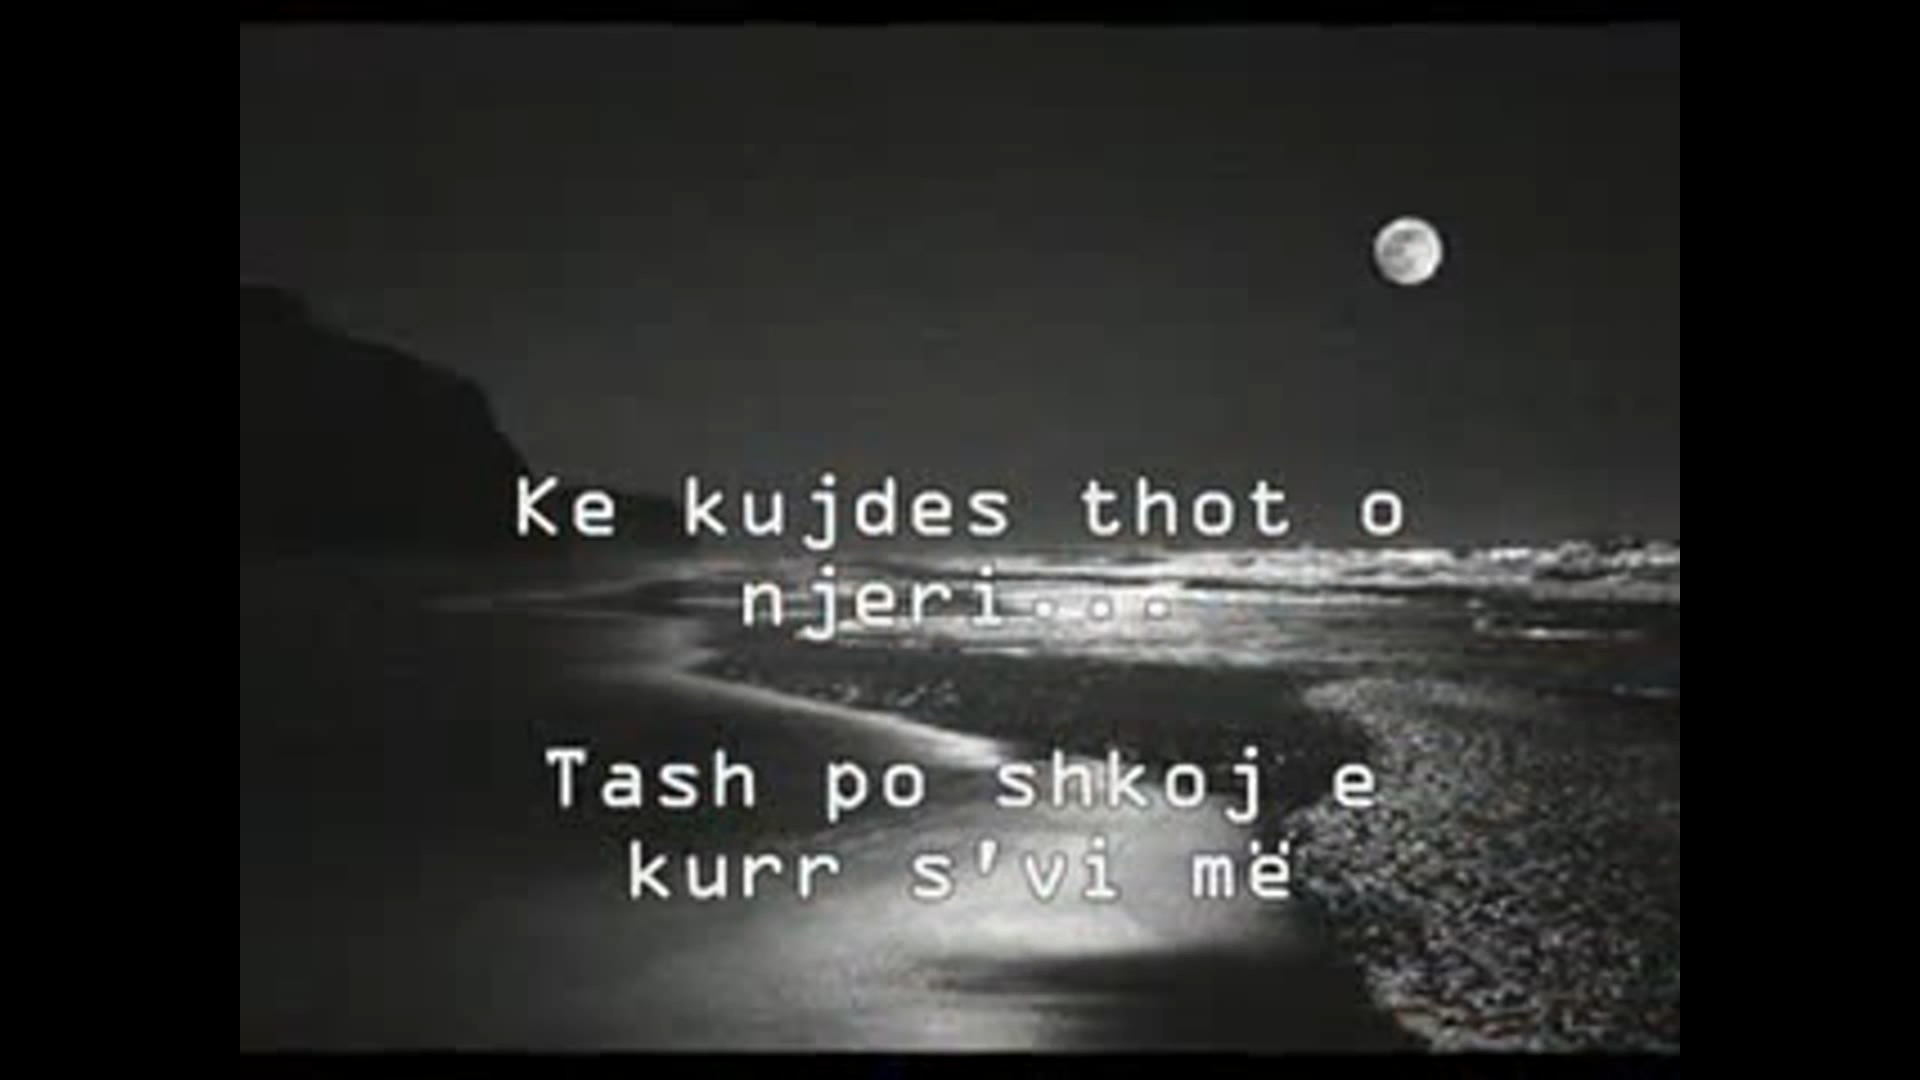 Ke kujdes thot o
njeri...
Tash po shkoj e
kurr s'vi më